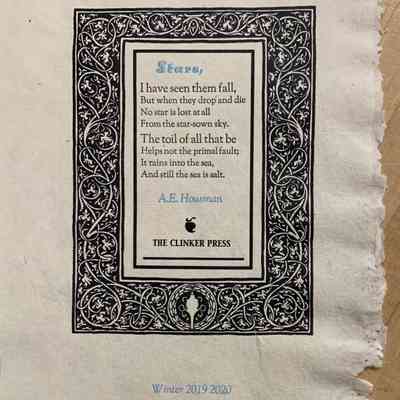 Stars,
I have seen them fall,
But when they drop and die
No star is lost at all
From the star-sown sky.
The toil of all that be
Helps not the primal fault;
It rains into the sea,
And still the sea is salt.
A.E. Housman
THE CLINKER PRESS
Winter 2019 2020